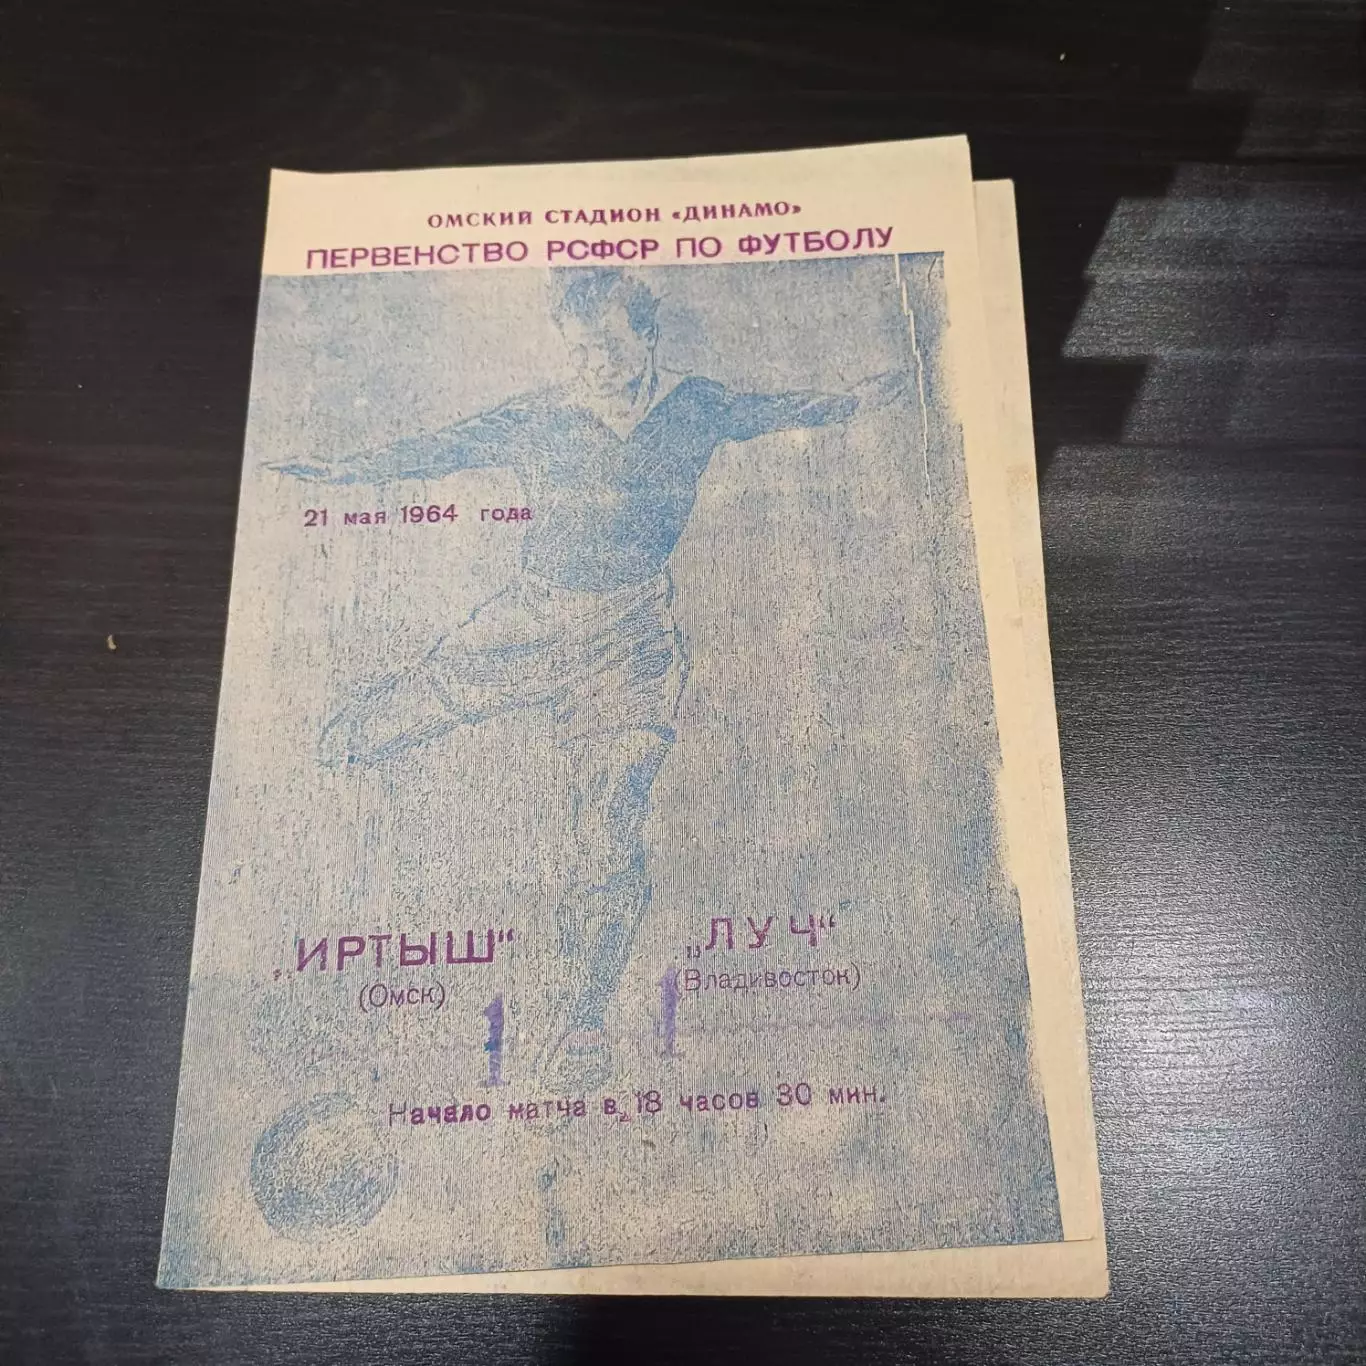 ОМСКИЙ СТАДИОН «ДИНАМО»
ПЕРВЕНСТВО РСФСР ПО ФУТБОЛУ
21 мая 1964 года
„ИРТЫШ“ „ЛУЧ“
(Омск) (Владивосток)
1 1
Начало матча в 18 часов 30 мин.